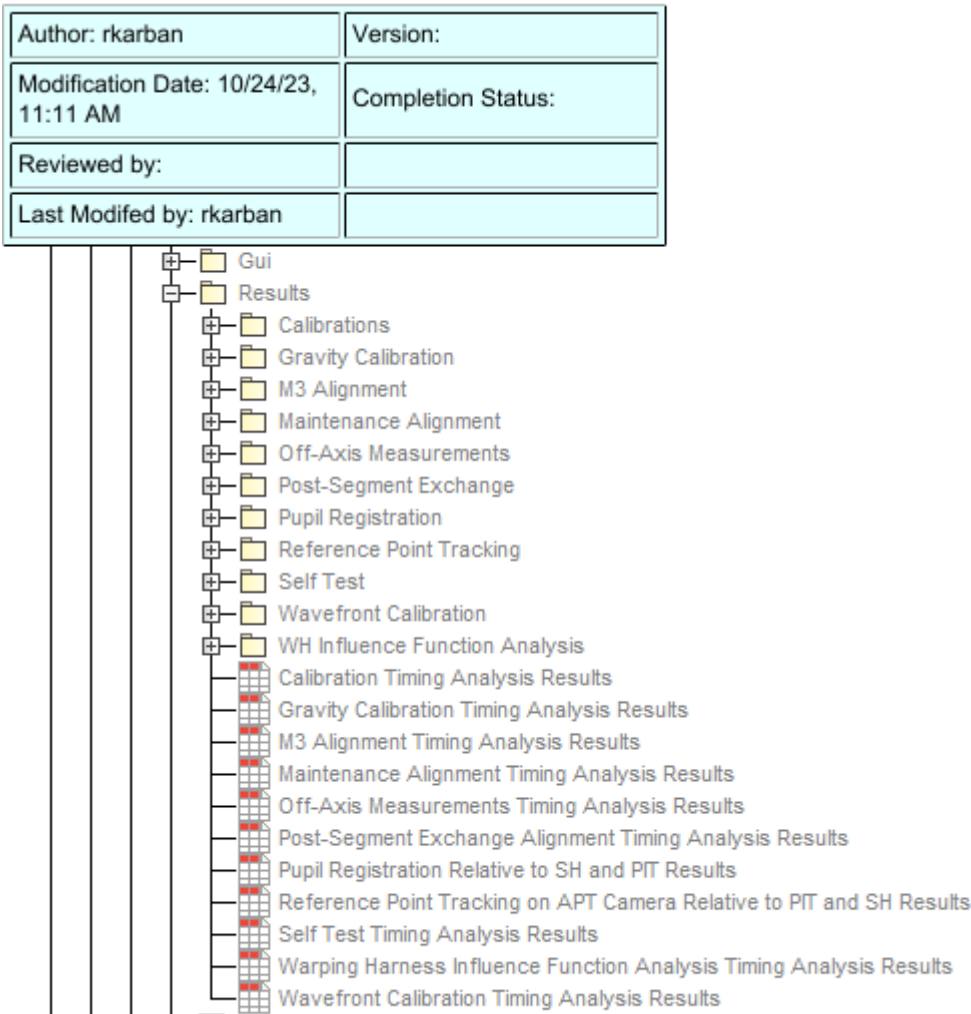 Author: rkarban
Version:
Modification Date: 10/24/23,
11:11 AM
Completion Status:
Reviewed by:
Last Modifed by: rkarban
Gui
Results
Calibrations
Gravity Calibration
M3 Alignment
Maintenance Alignment
Off-Axis Measurements
Post-Segment Exchange
Pupil Registration
Reference Point Tracking
Self Test
Wavefront Calibration
WH Influence Function Analysis
Calibration Timing Analysis Results
Gravity Calibration Timing Analysis Results
M3 Alignment Timing Analysis Results
Maintenance Alignment Timing Analysis Results
Off-Axis Measurements Timing Analysis Results
Post-Segment Exchange Alignment Timing Analysis Results
Pupil Registration Relative to SH and PIT Results
Reference Point Tracking on APT Camera Relative to PIT and SH Results
Self Test Timing Analysis Results
Warping Harness Influence Function Analysis Timing Analysis Results
Wavefront Calibration Timing Analysis Results